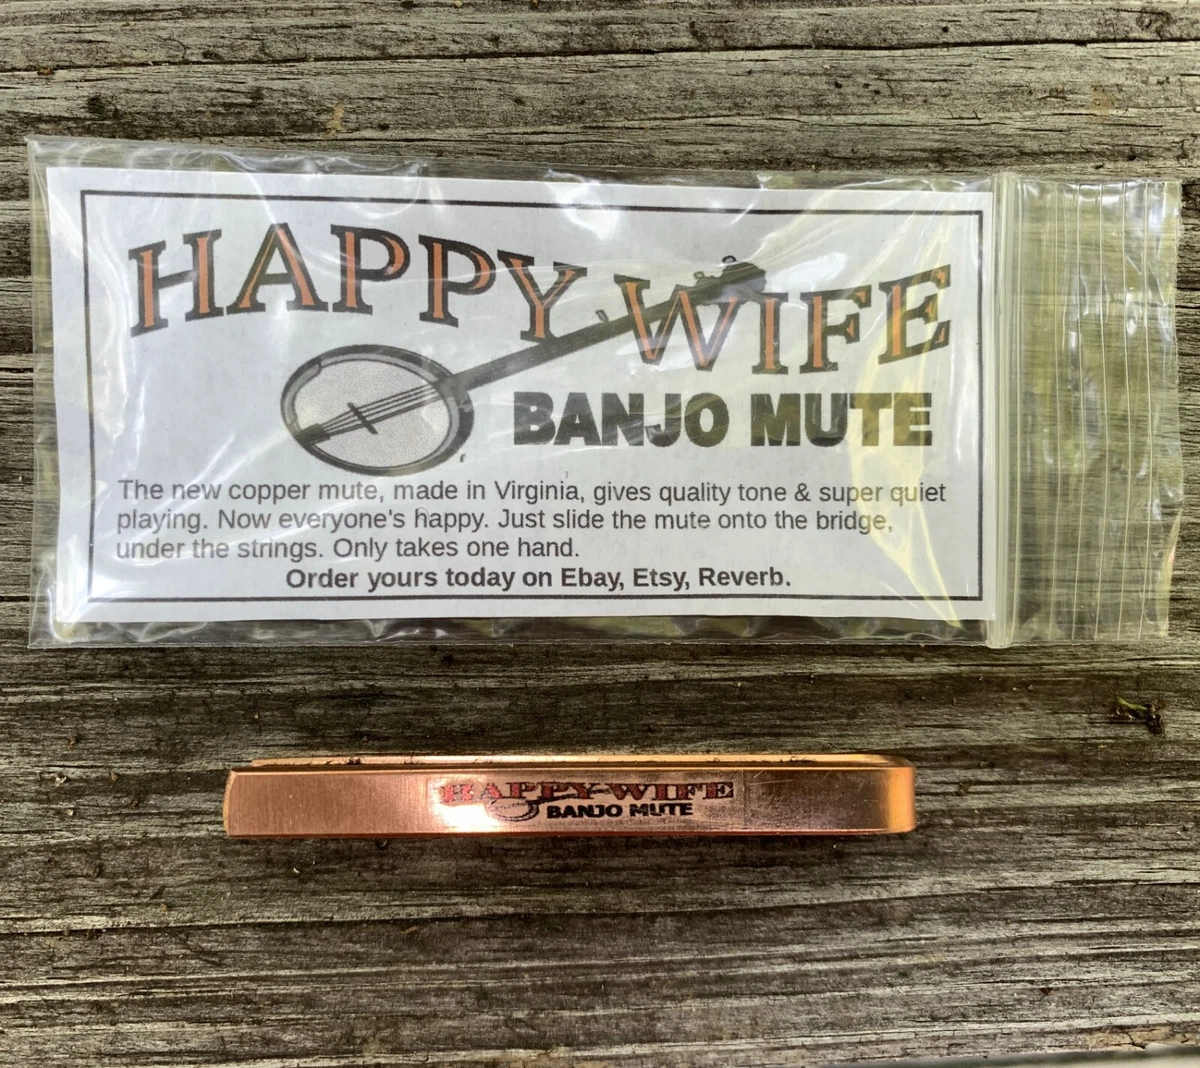 HAPPY WIFE
BANJO MUTE
The new copper mute, made in Virginia, gives quality tone & super quiet
playing. Now everyone's happy. Just slide the mute onto the bridge,
under the strings. Only takes one hand.
Order yours today on Ebay, Etsy, Reverb.
HAPPY WIFE
BANJO MUTE